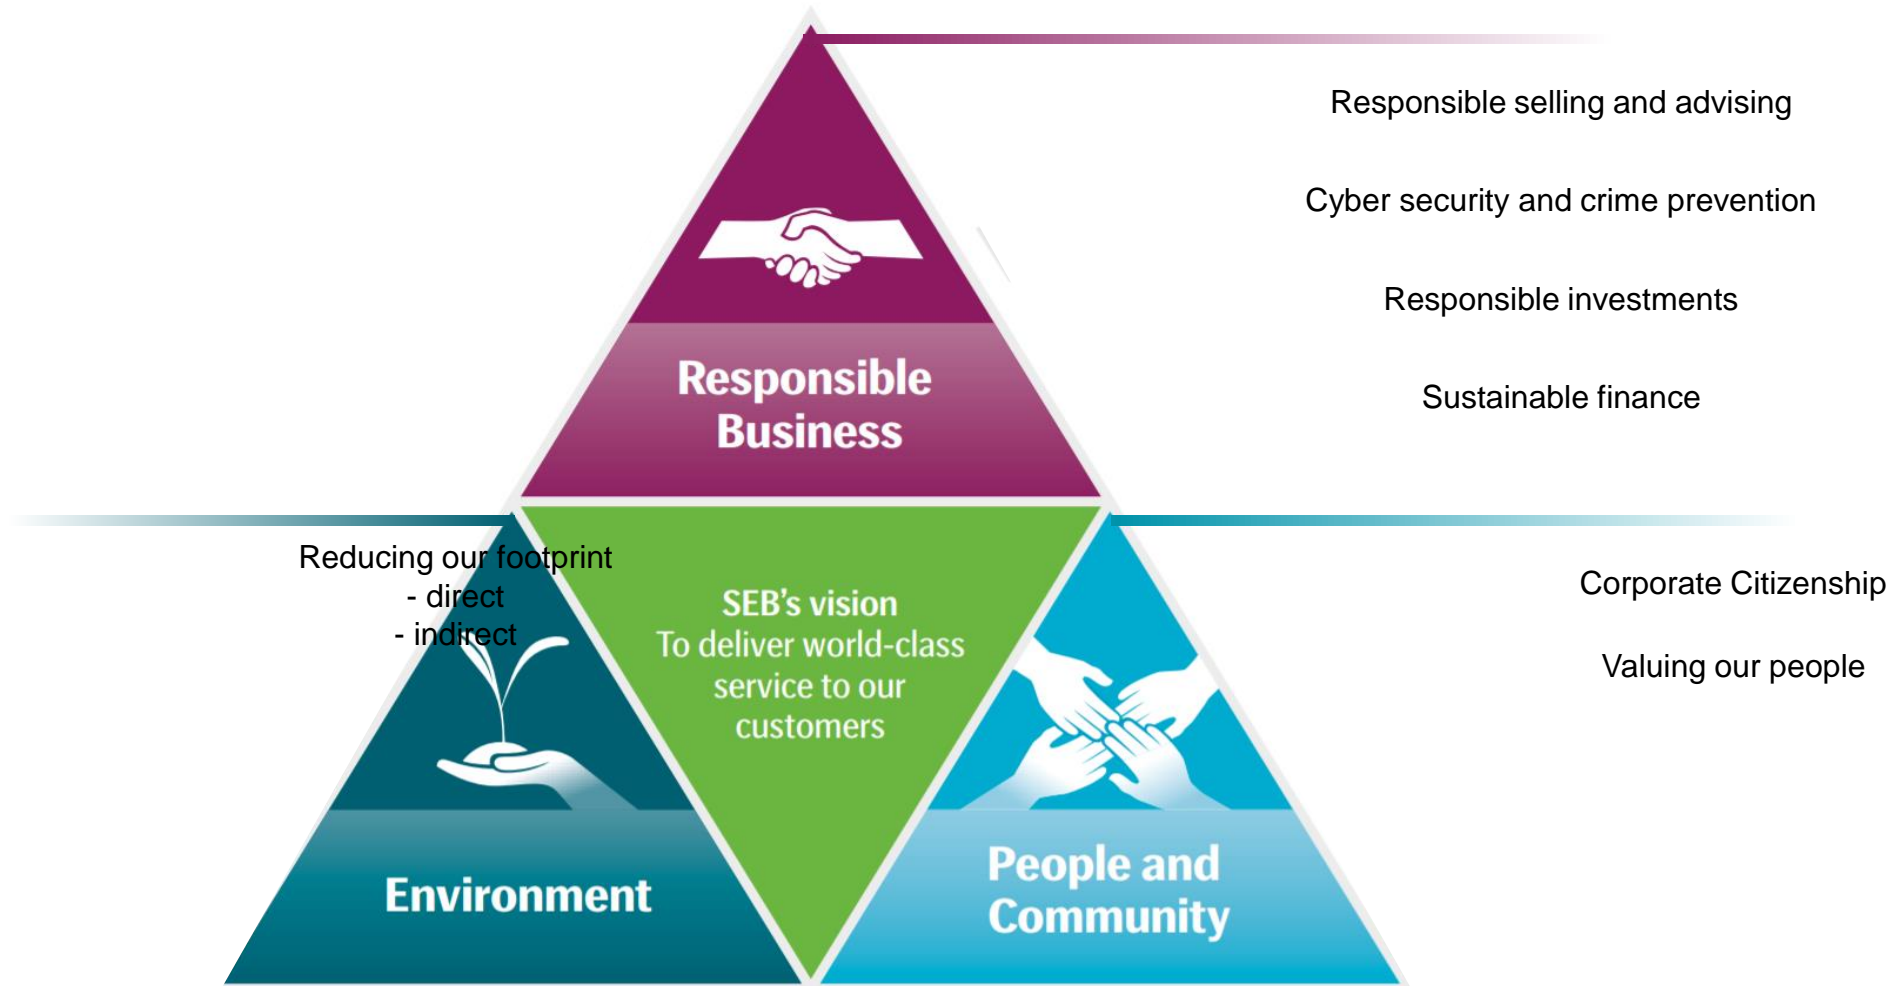 Responsible selling and advising
Cyber security and crime prevention
Responsible investments
Sustainable finance
Responsible
Business
Reducing our footprint
- direct
- indirect
SEB’s vision
To deliver world-class
service to our
customers
Corporate Citizenship
Valuing our people
Environment
People and
Community